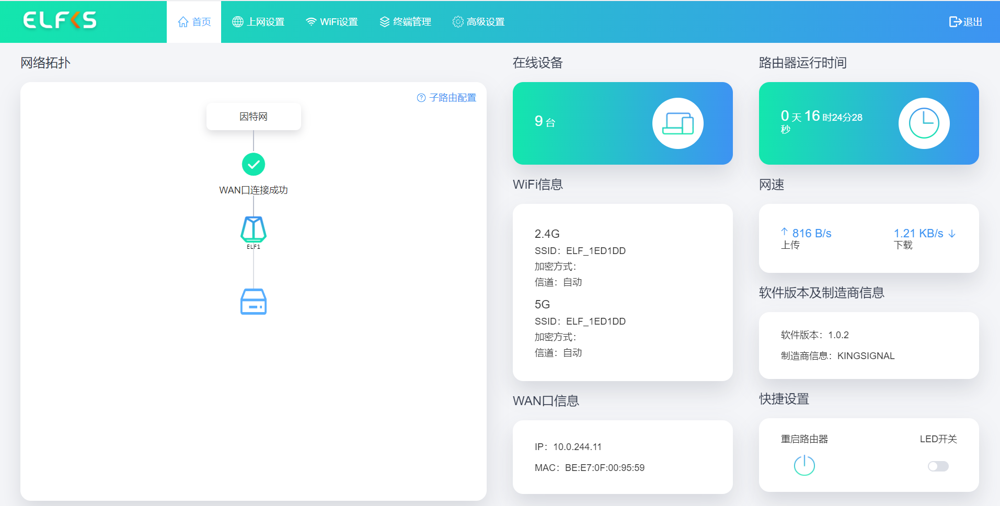 ELFKS
首页
上网设置
WiFi设置
终端管理
高级设置
退出
网络拓扑
子路由配置
因特网
WAN口连接成功
ELF1
在线设备
9 台
WiFi信息
2.4G
SSID：ELF_1ED1DD
加密方式：
信道：自动
5G
SSID：ELF_1ED1DD
加密方式：
信道：自动
WAN口信息
IP：10.0.244.11
MAC：BE:E7:0F:00:95:59
路由器运行时间
0 天 16 时24分28
秒
网速
816 B/s
上传
1.21 KB/s
下载
软件版本及制造商信息
软件版本：1.0.2
制造商信息：KINGSIGNAL
快捷设置
重启路由器
LED开关